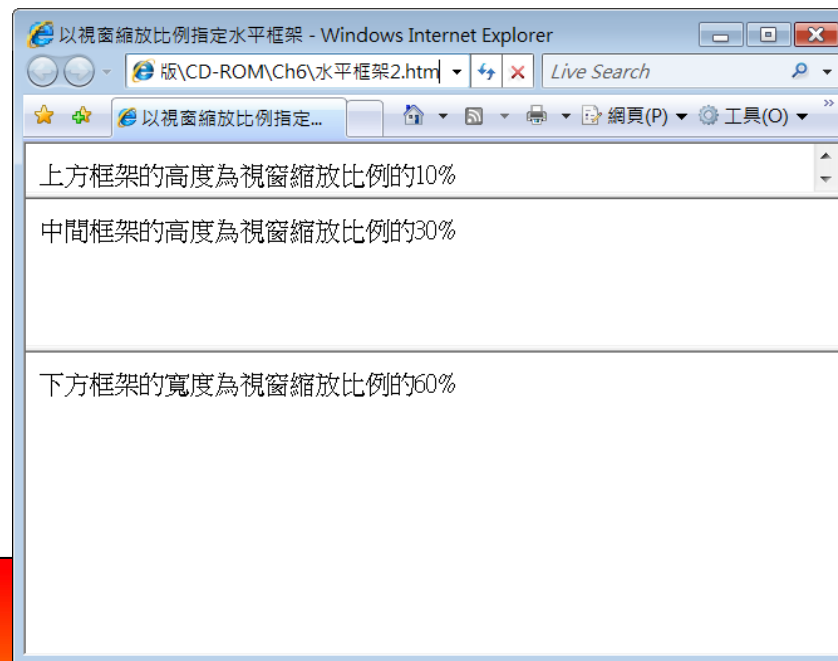 以視窗縮放比例指定水平框架 - Windows Internet Explorer
版\CD-ROM\Ch6\水平框架2.htm Live Search
以視窗縮放比例指定... 網頁(P) 工具(O) »
上方框架的高度為視窗縮放比例的10%
中間框架的高度為視窗縮放比例的30%
下方框架的寬度為視窗縮放比例的60%